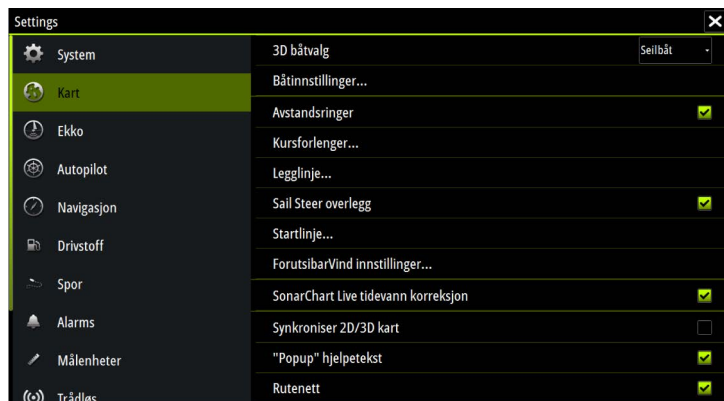 Settings
System
Kart
Ekko
Autopilot
Navigasjon
Drivstoff
Spor
Alarms
Målenheter
Trådløs
3D båtvalg
Seilbåt
Båtinnstillinger...
Avstandsringer
Kursforlenger...
Legglinje...
Sail Steer overlegg
Startlinje...
ForutsibarVind innstillinger...
SonarChart Live tidevann korreksjon
Synkroniser 2D/3D kart
"Popup" hjelpetekst
Rutenett